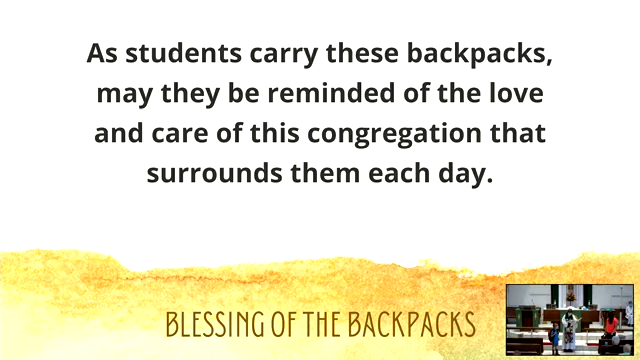 As students carry these backpacks,
may they be reminded of the love
and care of this congregation that
surrounds them each day.
BLESSING OF THE BACKPACKS